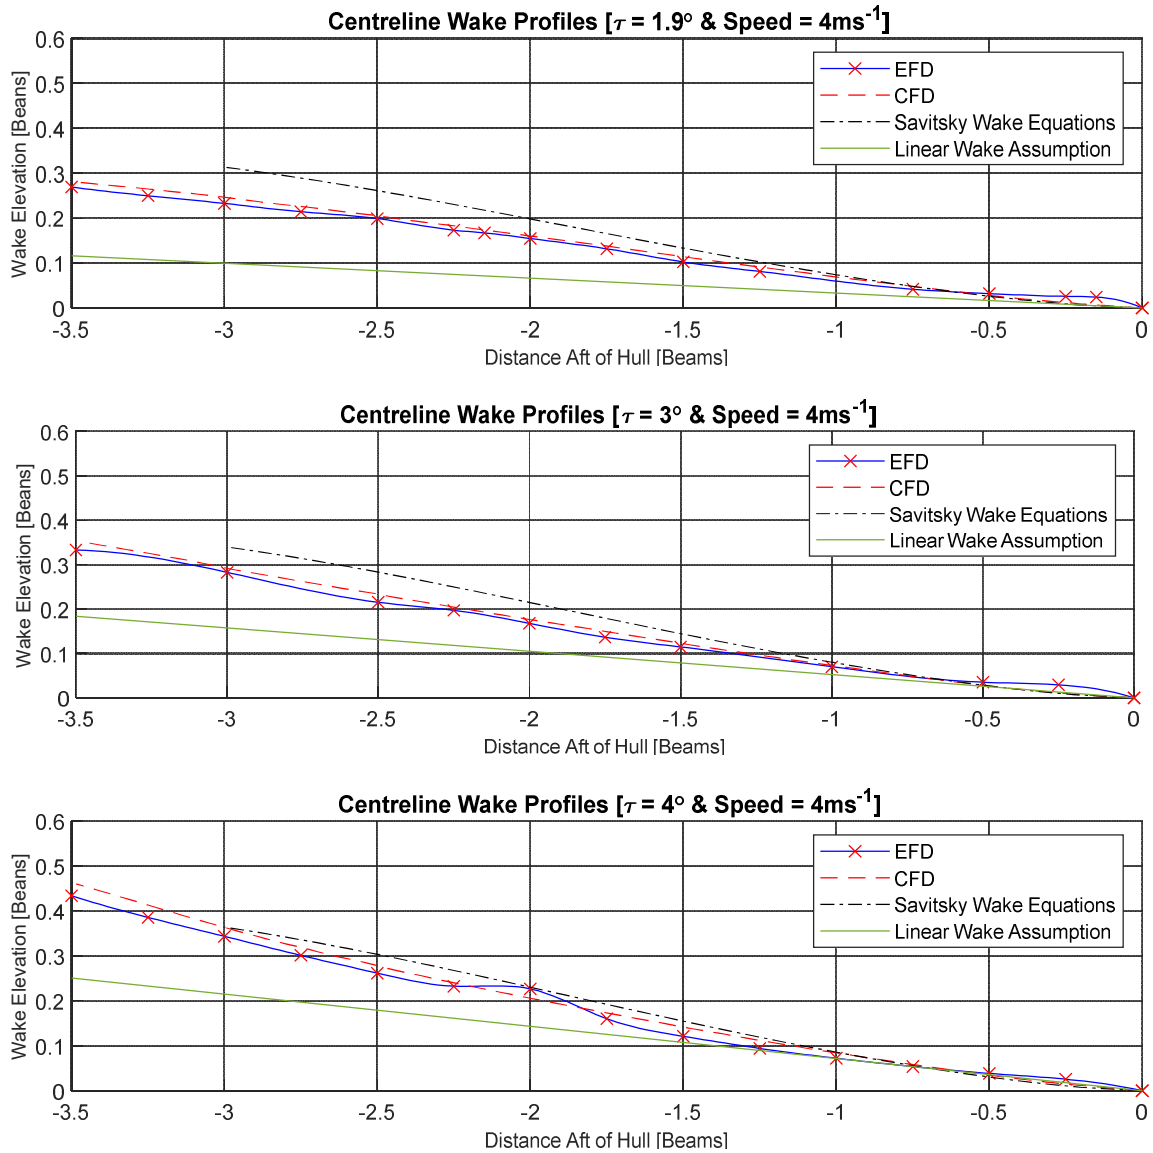 Centreline Wake Profiles [τ = 1.9° & Speed = 4ms⁻¹]
Wake Elevation [Beans]
0.6
0.5
0.4
0.3
0.2
0.1
0
EFD
CFD
Savitsky Wake Equations
Linear Wake Assumption
-3.5 -3 -2.5 -2 -1.5 -1 -0.5 0
Distance Aft of Hull [Beams]
Centreline Wake Profiles [τ = 3° & Speed = 4ms⁻¹]
Wake Elevation [Beans]
0.6
0.5
0.4
0.3
0.2
0.1
0
EFD
CFD
Savitsky Wake Equations
Linear Wake Assumption
-3.5 -3 -2.5 -2 -1.5 -1 -0.5 0
Distance Aft of Hull [Beams]
Centreline Wake Profiles [τ = 4° & Speed = 4ms⁻¹]
Wake Elevation [Beans]
0.6
0.5
0.4
0.3
0.2
0.1
0
EFD
CFD
Savitsky Wake Equations
Linear Wake Assumption
-3.5 -3 -2.5 -2 -1.5 -1 -0.5 0
Distance Aft of Hull [Beams]